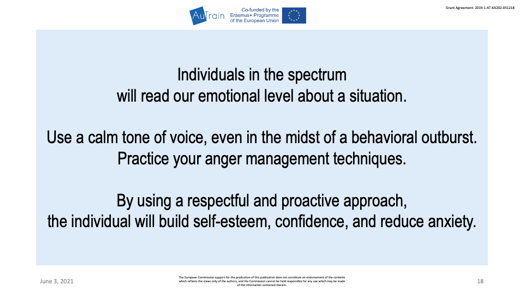 AuTrain
Co-funded by the
Erasmus+ Programme
of the European Union
Grant Agreement: 2019-1-AT-KA202-051218
Individuals in the spectrum
will read our emotional level about a situation.
Use a calm tone of voice, even in the midst of a behavioral outburst.
Practice your anger management techniques.
By using a respectful and proactive approach,
the individual will build self-esteem, confidence, and reduce anxiety.
June 3, 2021
The European Commission support for the production of this publication does not constitute an endorsement of the contents
which reflects the views only of the authors, and the Commission cannot be held responsible for any use which may be made
of the information contained therein.
18